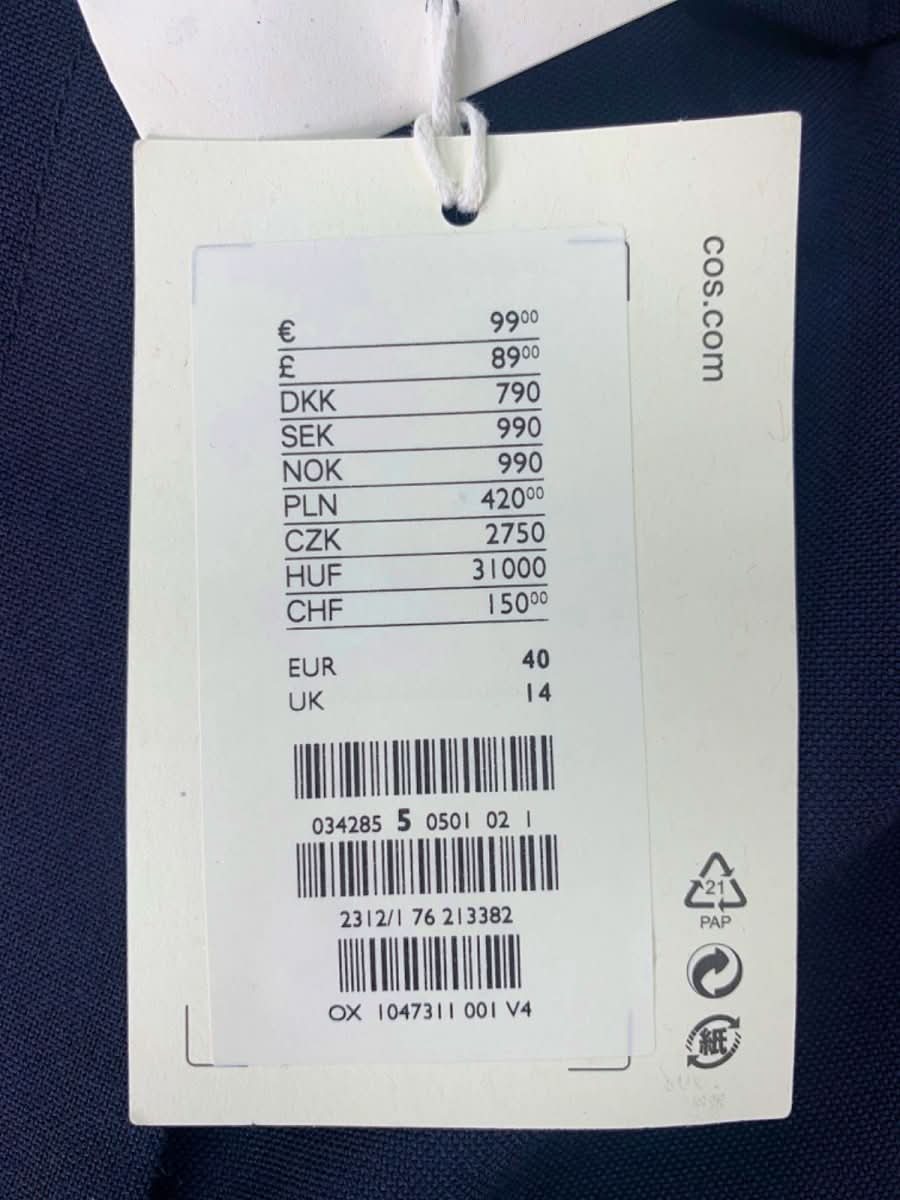 cos.com
€ 99⁰⁰
£ 89⁰⁰
DKK 790
SEK 990
NOK 990
PLN 420⁰⁰
CZK 2750
HUF 31000
CHF 150⁰⁰
EUR 40
UK 14
034285 5 0501 02 1
2312/1 76 213382
OX 1047311 001 V4
21
PAP
紙